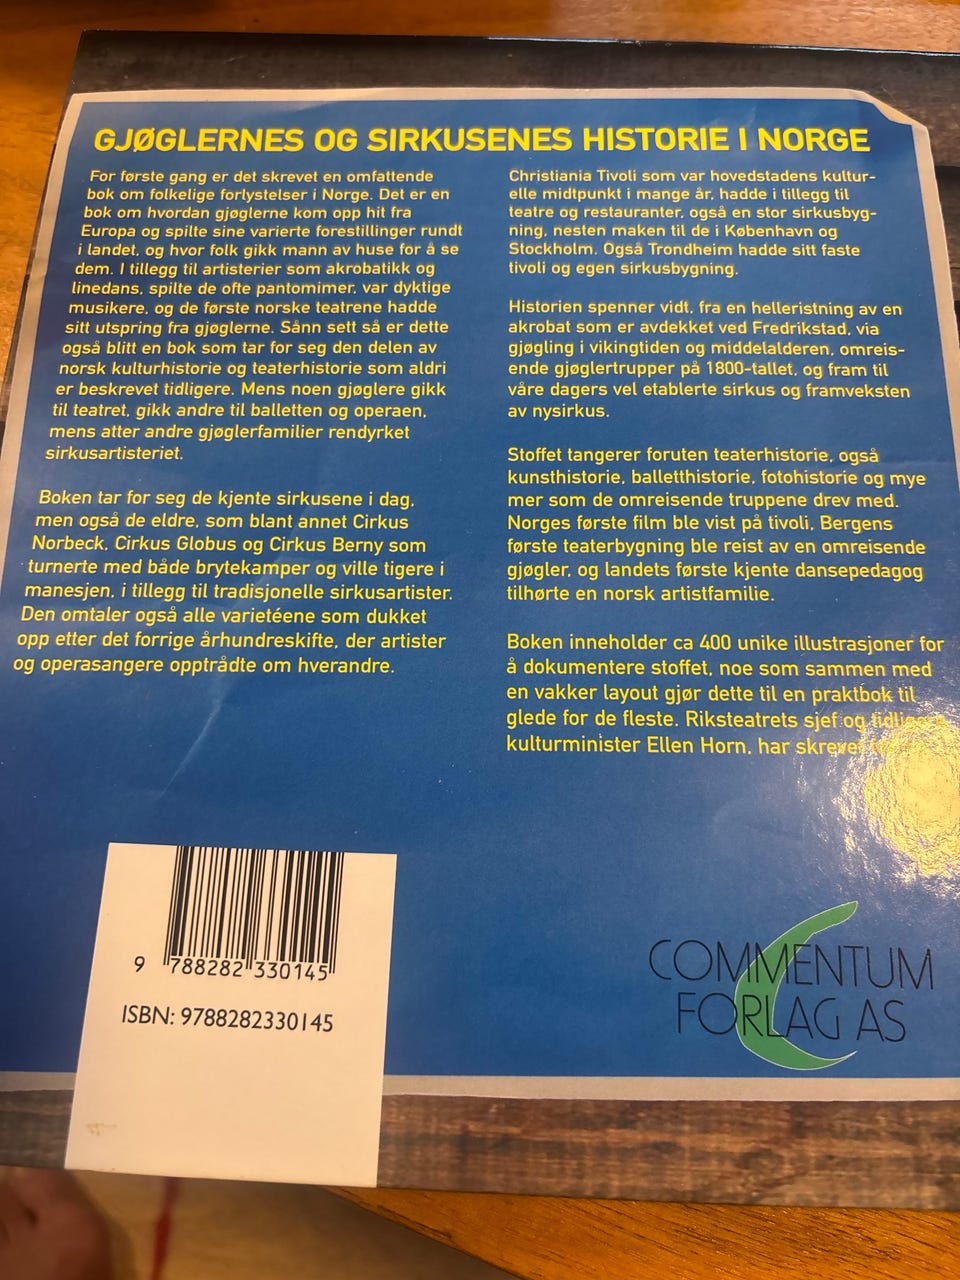 GJØGLERNES OG SIRKUSENES HISTORIE I NORGE
For første gang er det skrevet en omfattende
bok om folkelige forlystelser i Norge. Det er en
bok om hvordan gjøglerne kom opp hit fra
Europa og spilte sine varierte forestillinger rundt
i landet, og hvor folk gikk mann av huse for å se
dem. I tillegg til artisterier som akrobatikk og
linedans, spilte de ofte pantomimer, var dyktige
musikere, og de første norske teatrene hadde
sitt utspring fra gjøglerne. Sånn sett så er dette
også blitt en bok som tar for seg den delen av
norsk kulturhistorie og teaterhistorie som aldri
er beskrevet tidligere. Mens noen gjøglere gikk
til teatret, gikk andre til balletten og operaen,
mens atter andre gjøglerfamilier rendyrket
sirkusartisteriet.
Boken tar for seg de kjente sirkusene i dag,
men også de eldre, som blant annet Cirkus
Norbeck, Cirkus Globus og Cirkus Berny som
turnerte med både brytekamper og ville tigere i
manesjen, i tillegg til tradisjonelle sirkusartister.
Den omtaler også alle varietéene som dukket
opp etter det forrige århundreskifte, der artister
og operasangere opptrådte om hverandre.
Christiania Tivoli som var hovedstadens kultur-
elle midtpunkt i mange år, hadde i tillegg til
teatre og restauranter, også en stor sirkusbyg-
ning, nesten maken til de i København og
Stockholm. Også Trondheim hadde sitt faste
tivoli og egen sirkusbygning.
Historien spenner vidt, fra en helleristning av en
akrobat som er avdekket ved Fredrikstad, via
gjøgling i vikingtiden og middelalderen, omreis-
ende gjøglertrupper på 1800-tallet, og fram til
våre dagers vel etablerte sirkus og framveksten
av nysirkus.
Stoffet tangerer foruten teaterhistorie, også
kunsthistorie, balletthistorie, fotohistorie og mye
mer som de omreisende truppene drev med.
Norges første film ble vist på tivoli, Bergens
første teaterbygning ble reist av en omreisende
gjøgler, og landets første kjente dansepedagog
tilhørte en norsk artistfamilie.
Boken inneholder ca 400 unike illustrasjoner for
å dokumentere stoffet, noe som sammen med
en vakker layout gjør dette til en praktbok til
glede for de fleste. Riksteatrets sjef og tidligere
kulturminister Ellen Horn, har skrevet
9 788282 330145
ISBN: 9788282330145
COMMENTUM
FORLAG AS